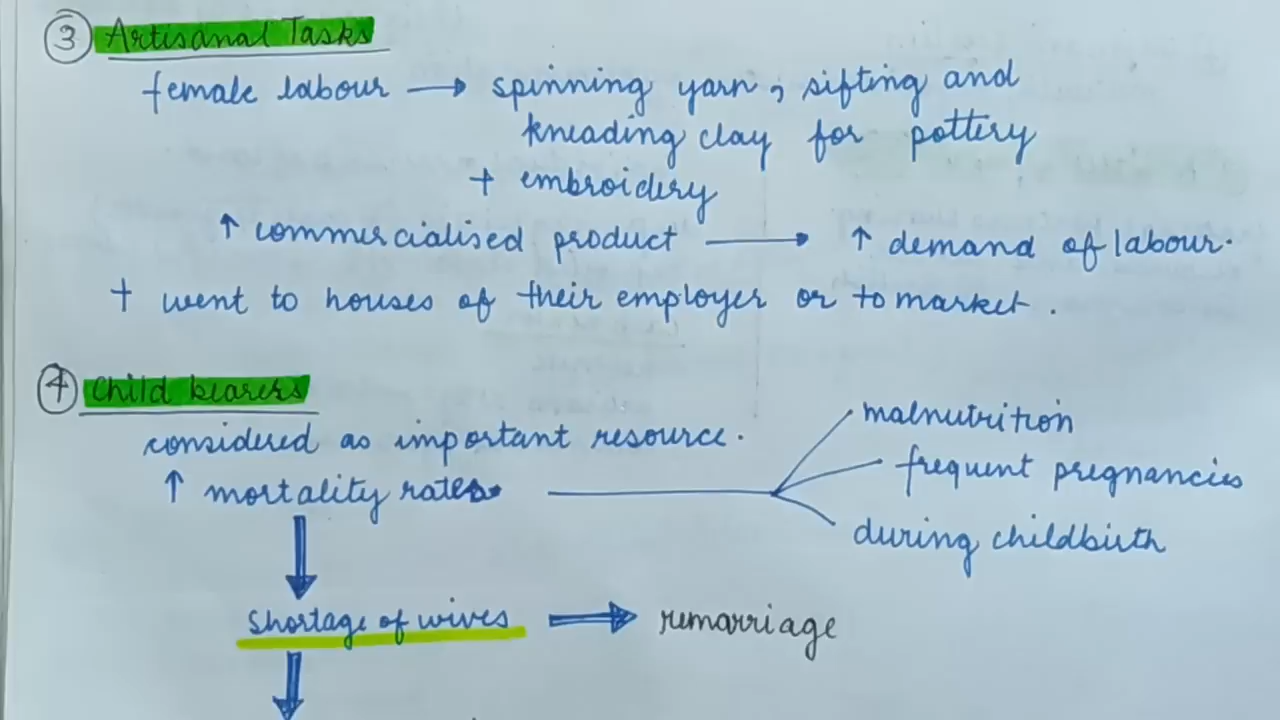 3 Artisanal Tasks
female labour → spinning yarn, sifting and
kneading clay for pottery
+ embroidery
↑ commercialised product → ↑ demand of labour.
+ went to houses of their employer or to market.
4 Child bearers
considered as important resource.
↑ mortality rates
malnutrition
frequent pregnancies
during childbirth
Shortage of wives → remarriage